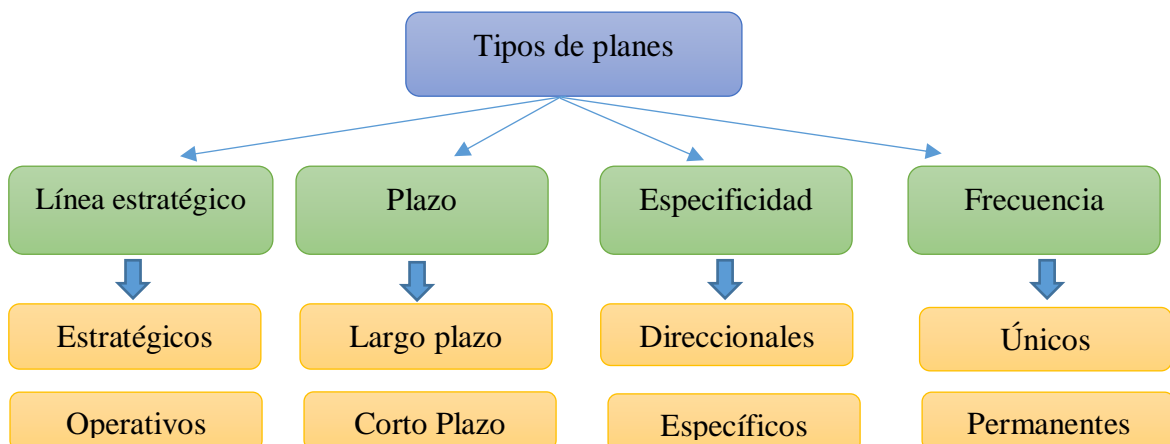 Tipos de planes
Línea estratégico
Plazo
Especificidad
Frecuencia
Estratégicos
Largo plazo
Direccionales
Únicos
Operativos
Corto Plazo
Específicos
Permanentes